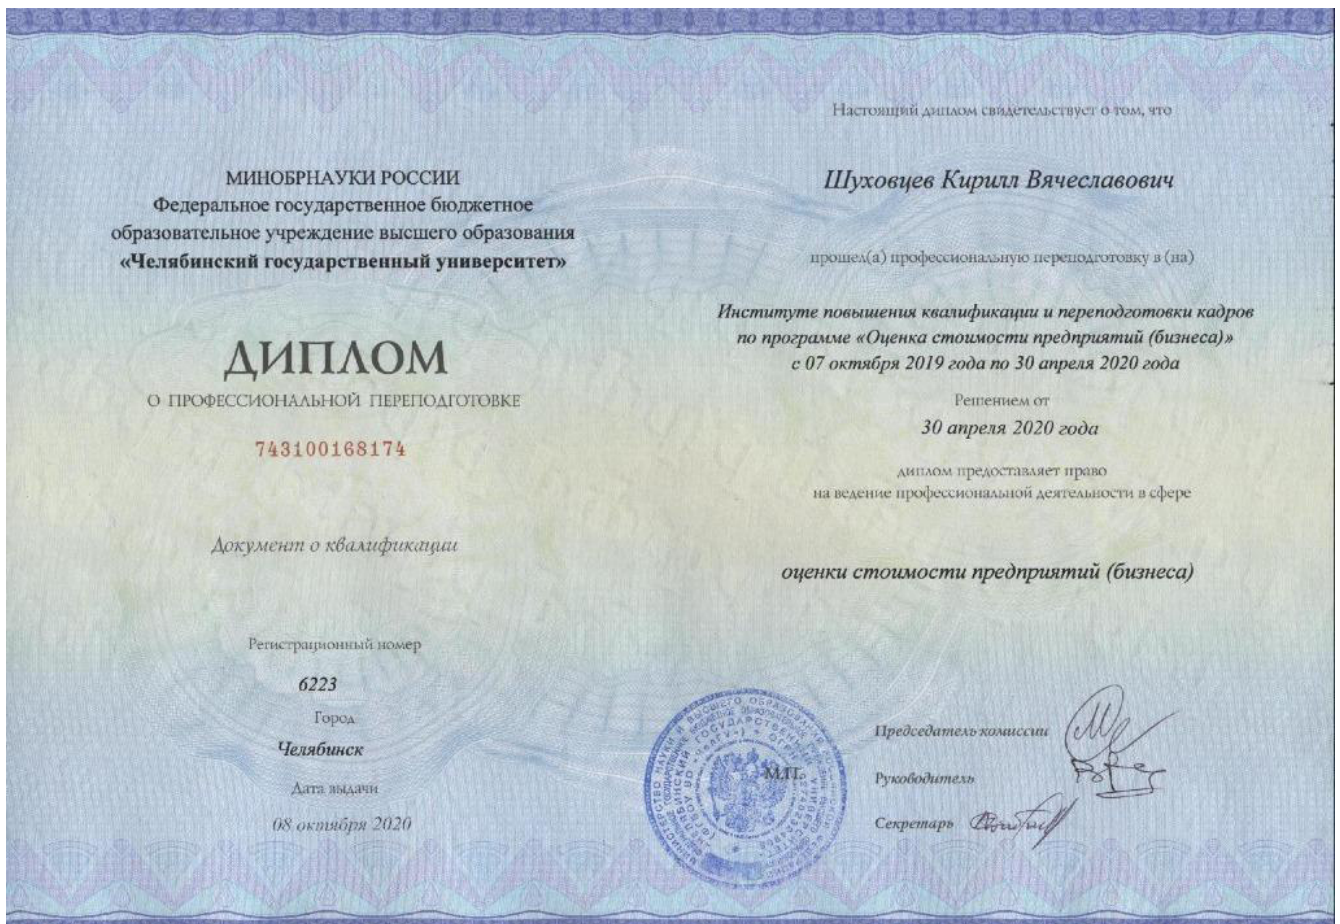 МИНОБРНАУКИ РОССИИ
Федеральное государственное бюджетное
образовательное учреждение высшего образования
«Челябинский государственный университет»
ДИПЛОМ
О ПРОФЕССИОНАЛЬНОЙ ПЕРЕПОДГОТОВКЕ
743100168174
Документ о квалификации
Регистрационный номер
6223
Город
Челябинск
Дата выдачи
08 октября 2020
Настоящий диплом свидетельствует о том, что
Шуховцев Кирилл Вячеславович
прошел(а) профессиональную переподготовку в (на)
Институте повышения квалификации и переподготовки кадров
по программе «Оценка стоимости предприятий (бизнеса)»
с 07 октября 2019 года по 30 апреля 2020 года
Решением от
30 апреля 2020 года
диплом предоставляет право
на ведение профессиональной деятельности в сфере
оценки стоимости предприятий (бизнеса)
М.П.
Председатель комиссии
Руководитель
Секретарь